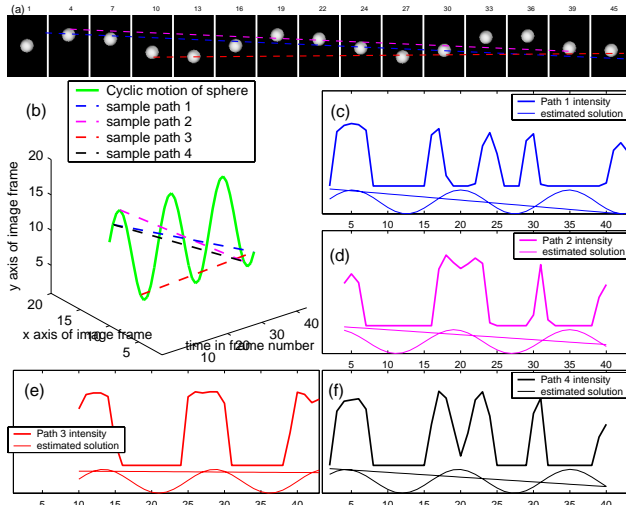 (a) 1 4 7 10 13 16 19 22 24 27 30 33 36 39 45
(b)
Cyclic motion of sphere
sample path 1
sample path 2
sample path 3
sample path 4
20
15
10
5
y axis of image frame
20
15
10
5
x axis of image frame
10
20
30
40
time in frame number
(c)
Path 1 intensity
estimated solution
5 10 15 20 25 30 35 40
(d)
Path 2 intensity
estimated solution
5 10 15 20 25 30 35 40
(e)
Path 3 intensity
estimated solution
5 10 15 20 25 30 35 40
(f)
Path 4 intensity
estimated solution
5 10 15 20 25 30 35 40